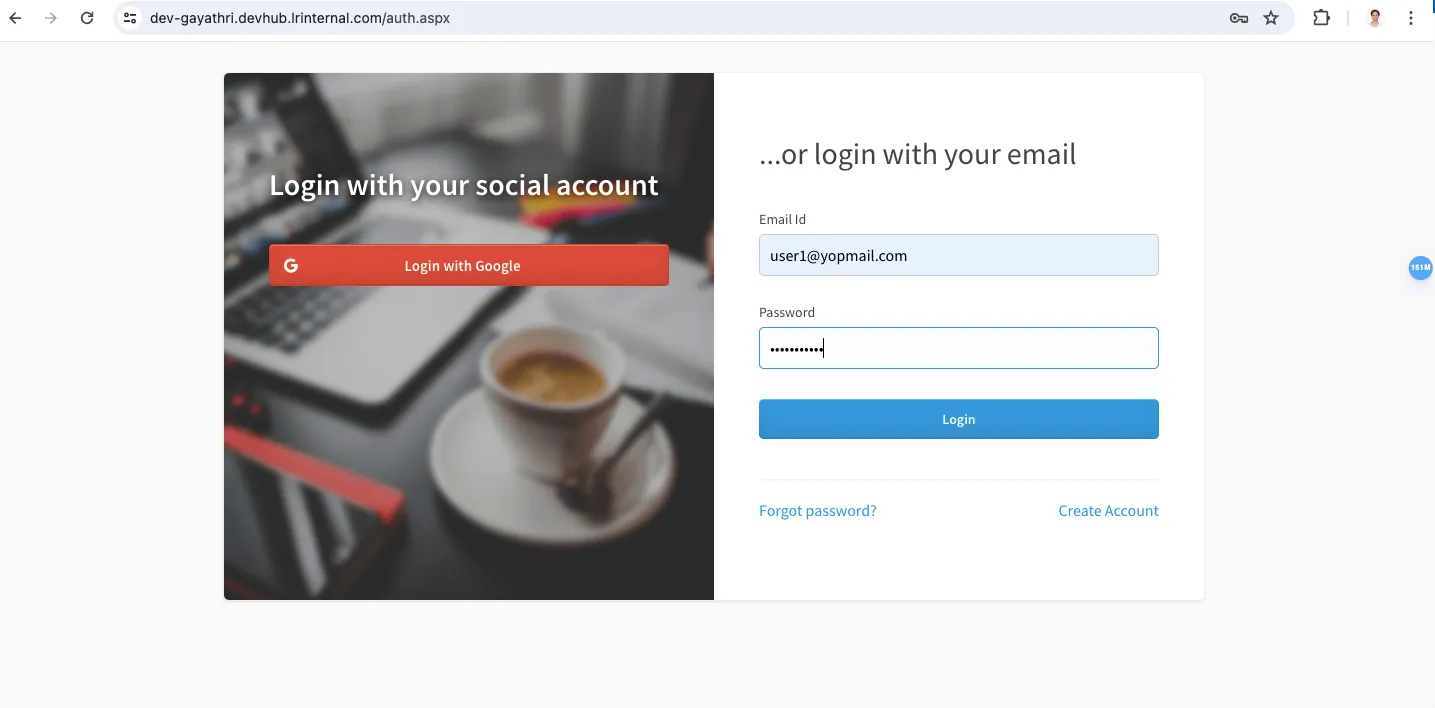 dev-gayathri.devhub.lrinternal.com/auth.aspx
Login with your social account
G Login with Google
...or login with your email
Email Id
user1@yopmail.com
Password
•••••••••••
Login
Forgot password?
Create Account
151M